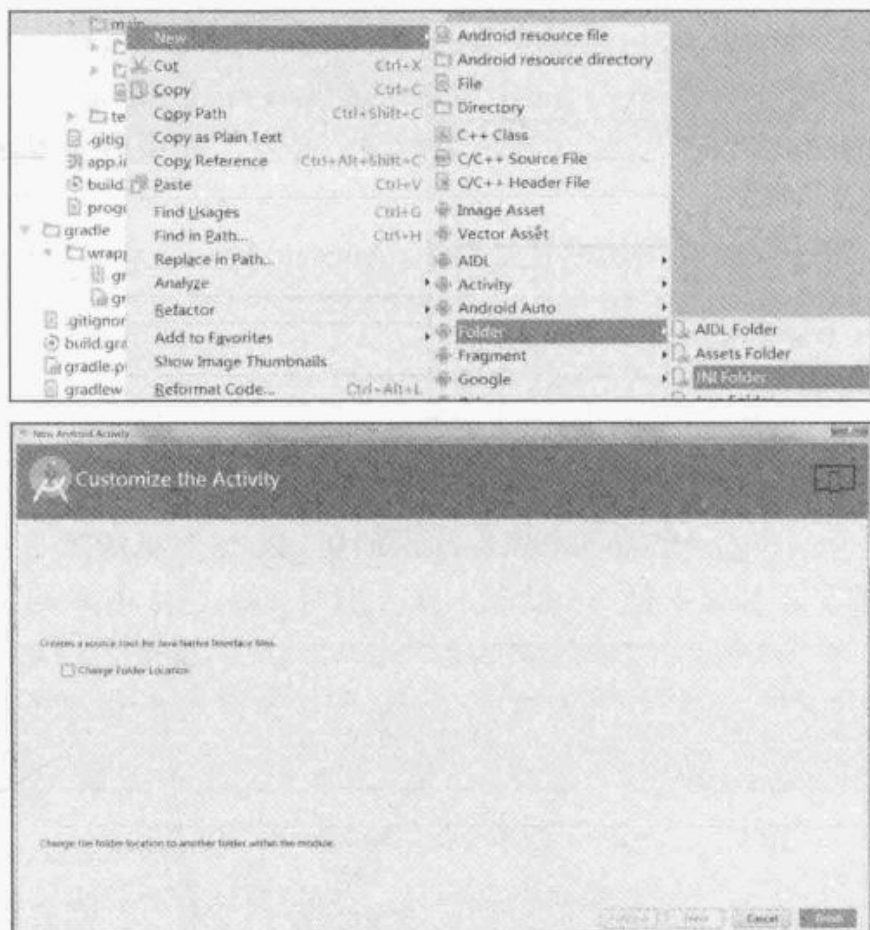 main
New
Cut Ctrl+X
Copy Ctrl+C
Copy Path Ctrl+Shift+C
Copy as Plain Text
Copy Reference Ctrl+Alt+Shift+C
Paste Ctrl+V
Find Usages Ctrl+G
Find in Path... Ctrl+H
Replace in Path...
Analyze
Refactor
Add to Favorites
Show Image Thumbnails
Reformat Code... Ctrl+Alt+L
te
.gitig
app.i
build.
progu
gradle
wrapp
gr
gr
.gitignor
build.gra
gradle.p
gradlew
Android resource file
Android resource directory
File
Directory
C++ Class
C/C++ Source File
C/C++ Header File
Image Asset
Vector Asset
AIDL
Activity
Android Auto
Folder
Fragment
Google
AIDL Folder
Assets Folder
JNI Folder
New Android Activity
Customize the Activity
Creates a source root for Java Native Interface files.
Change Folder Location
Change the folder location to another folder within the module.
Cancel
Finish